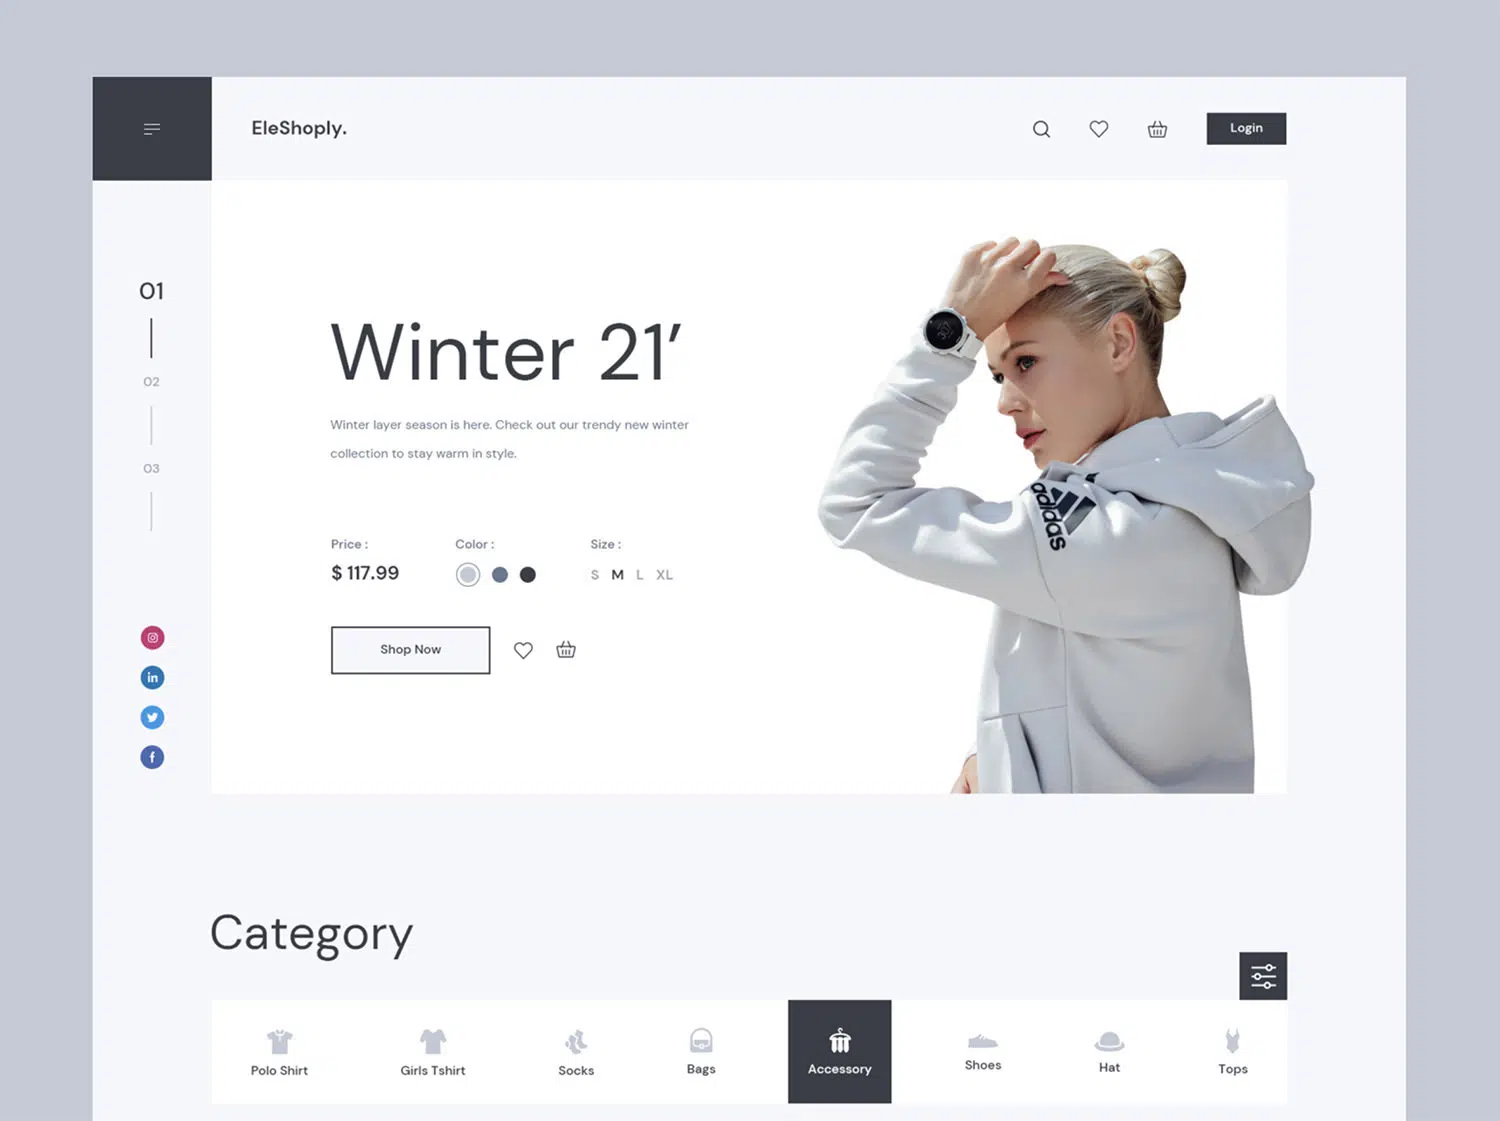 EleShoply.
Login
01
02
03
Winter 21’
Winter layer season is here. Check out our trendy new winter
collection to stay warm in style.
Price :
$ 117.99
Color :
Size :
S M L XL
Shop Now
adidas
in
f
Category
Polo Shirt
Girls Tshirt
Socks
Bags
Accessory
Shoes
Hat
Tops